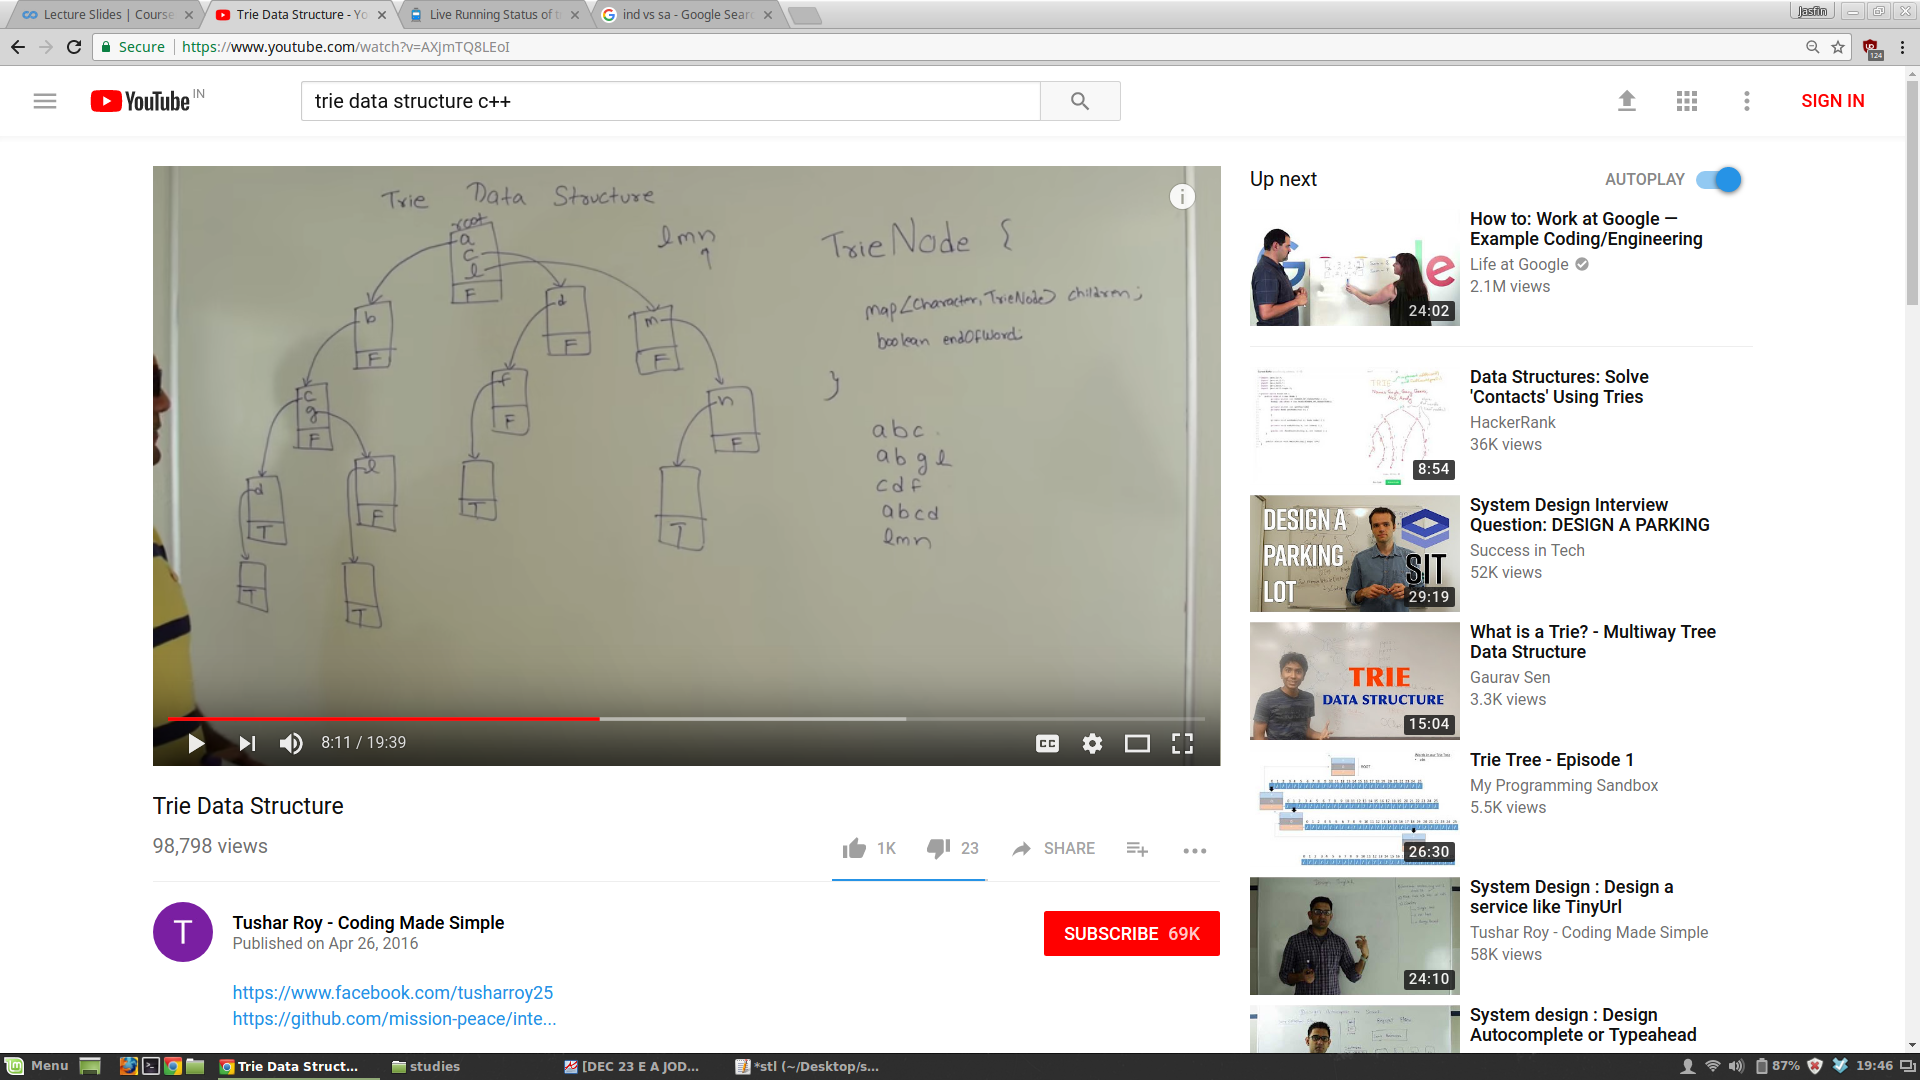 Lecture Slides | Course
Trie Data Structure - Yo
Live Running Status of t
ind vs sa - Google Searc
Jasfin
Secure
https://www.youtube.com/watch?v=AXJmTQ8LEoI
124
YouTube IN
trie data structure c++
SIGN IN
Trie Data Structure
root
a
c
l
F
lmn
TrieNode {
map<character, TrieNode> children;
boolean endOfWord;
}
b
F
d
F
m
F
c
g
F
f
F
n
F
d
T
l
F
T
T
T
T
abc
abgl
cdf
abcd
lmn
8:11 / 19:39
CC
Trie Data Structure
98,798 views
1K
23
SHARE
T
Tushar Roy - Coding Made Simple
Published on Apr 26, 2016
SUBSCRIBE 69K
https://www.facebook.com/tusharroy25
https://github.com/mission-peace/inte...
Up next
AUTOPLAY
24:02
How to: Work at Google —
Example Coding/Engineering
Life at Google
2.1M views
8:54
Data Structures: Solve
'Contacts' Using Tries
HackerRank
36K views
DESIGN A
PARKING
LOT
SIT
29:19
System Design Interview
Question: DESIGN A PARKING
Success in Tech
52K views
TRIE
DATA STRUCTURE
15:04
What is a Trie? - Multiway Tree
Data Structure
Gaurav Sen
3.3K views
26:30
Trie Tree - Episode 1
My Programming Sandbox
5.5K views
24:10
System Design : Design a
service like TinyUrl
Tushar Roy - Coding Made Simple
58K views
System design : Design
Autocomplete or Typeahead
Menu
Trie Data Struct...
studies
[DEC 23 E A JOD...
*stl (~/Desktop/s...
87%
19:46